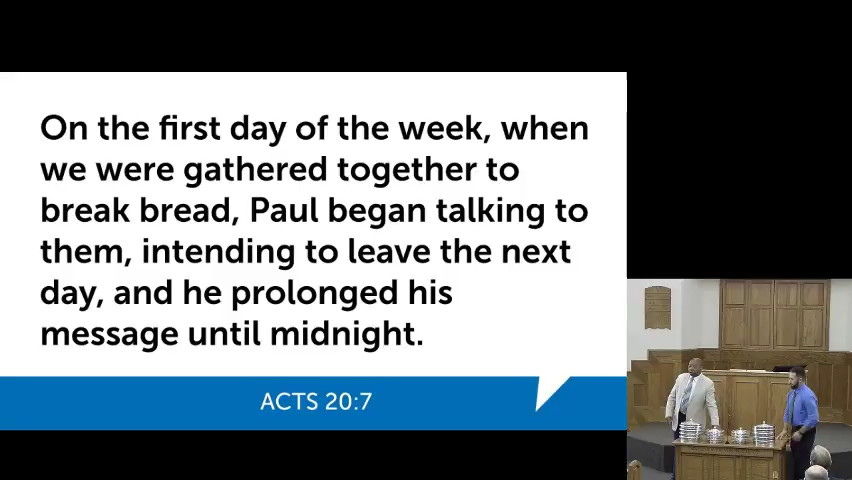 On the first day of the week, when
we were gathered together to
break bread, Paul began talking to
them, intending to leave the next
day, and he prolonged his
message until midnight.
ACTS 20:7